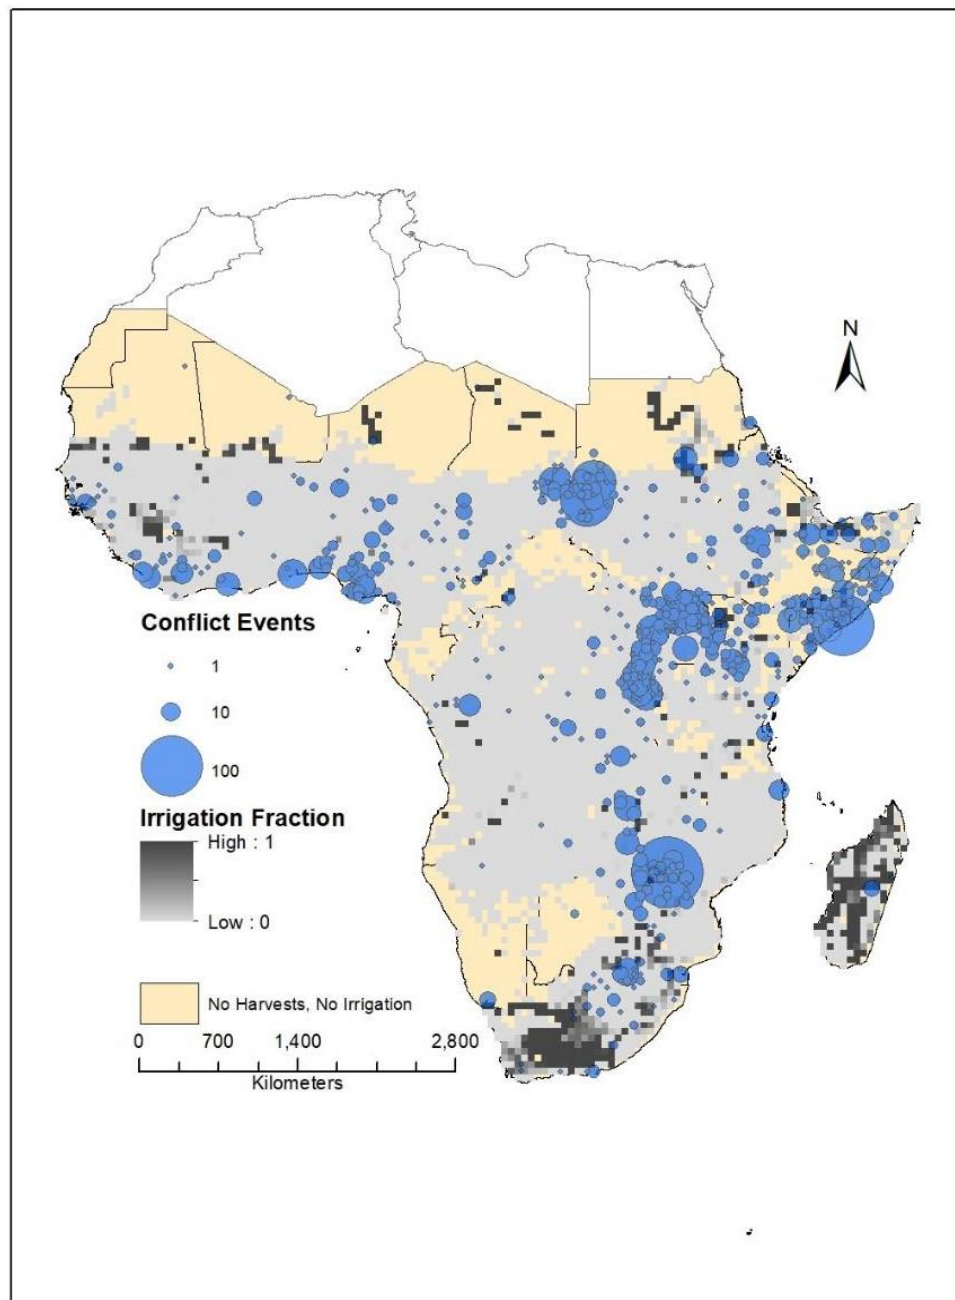 N
Conflict Events
1
10
100
Irrigation Fraction
High : 1
Low : 0
No Harvests, No Irrigation
0 700 1,400 2,800
Kilometers